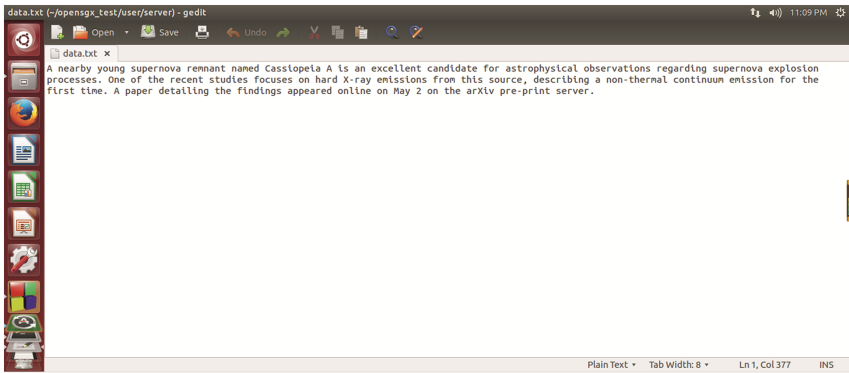 data.txt (~/opensgx_test/user/server) - gedit
11:09 PM
Open Save Undo
data.txt ×
A nearby young supernova remnant named Cassiopeia A is an excellent candidate for astrophysical observations regarding supernova explosion
processes. One of the recent studies focuses on hard X-ray emissions from this source, describing a non-thermal continuum emission for the
first time. A paper detailing the findings appeared online on May 2 on the arXiv pre-print server.
Plain Text Tab Width: 8 Ln 1, Col 377 INS